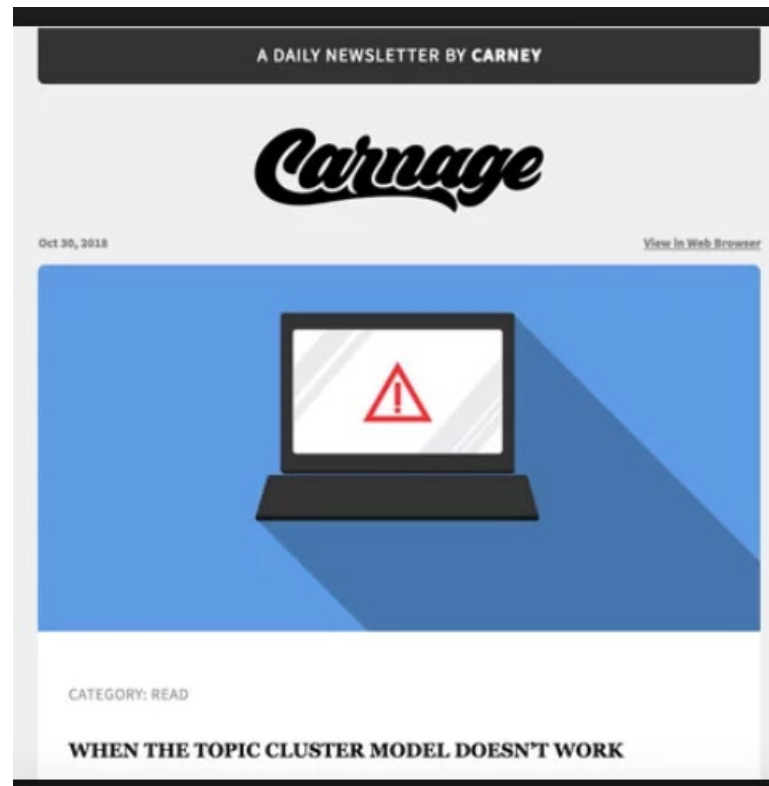 A DAILY NEWSLETTER BY CARNEY
Carnage
Oct 30, 2018
View in Web Browser
CATEGORY: READ
WHEN THE TOPIC CLUSTER MODEL DOESN'T WORK